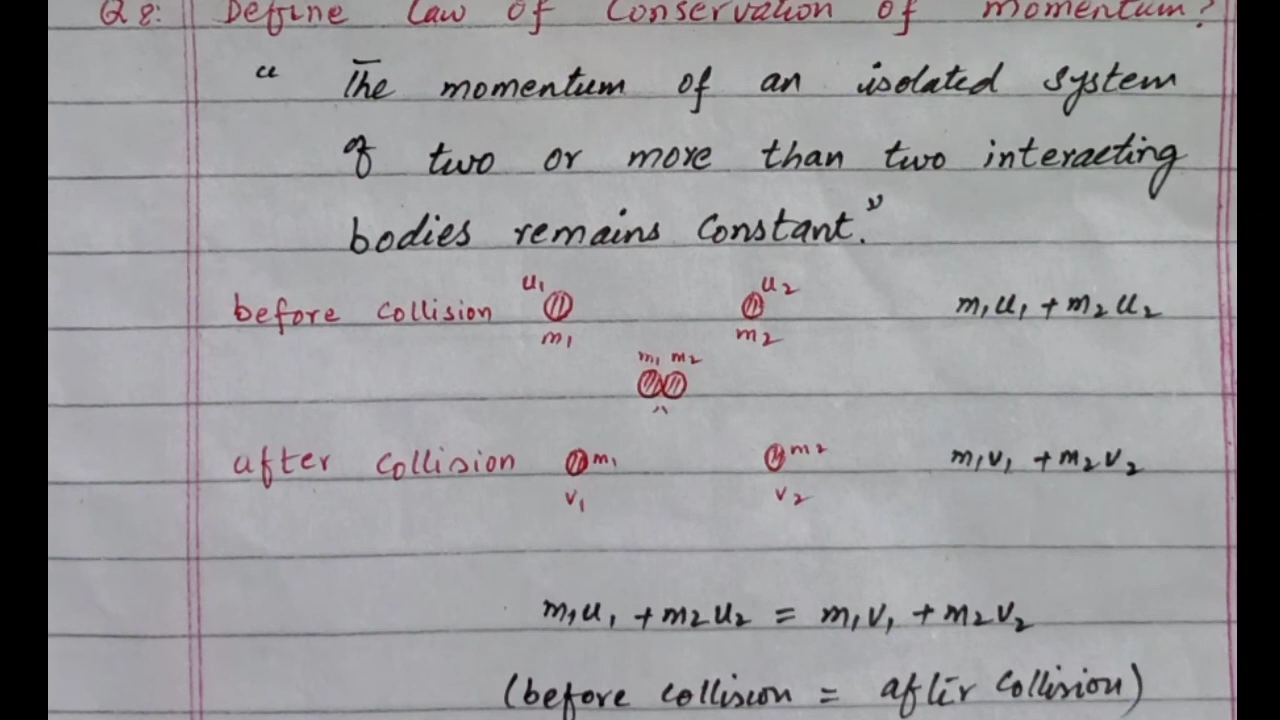 Q 8: Deffine Law of Conservation of momentum?
“ The momentum of an isolated system
of two or more than two interacting
bodies remains Constant.”
before Collision u₁ u₂ m₁u₁ + m₂u₂
m₁ m₂
m₁ m₂
after Collision m₁ m₂ m₁v₁ + m₂v₂
v₁ v₂
m₁u₁ + m₂u₂ = m₁v₁ + m₂v₂
(before collision = after Collision)